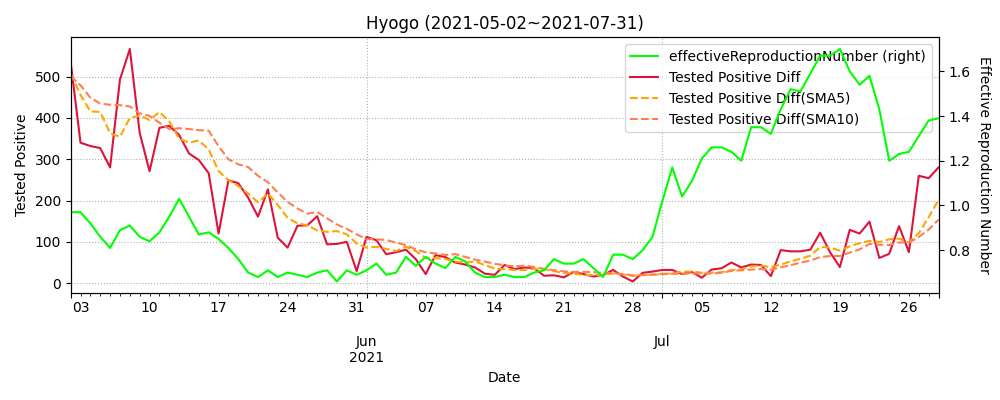 Hyogo (2021-05-02~2021-07-31)
effectiveReproductionNumber (right)
Tested Positive Diff
Tested Positive Diff(SMA5)
Tested Positive Diff(SMA10)
Tested Positive
500
400
300
200
100
0
Effective Reproduction Number
1.6
1.4
1.2
1.0
0.8
03 10 17 24 31 07 14 21 28 05 12 19 26
Jun Jul
2021
Date